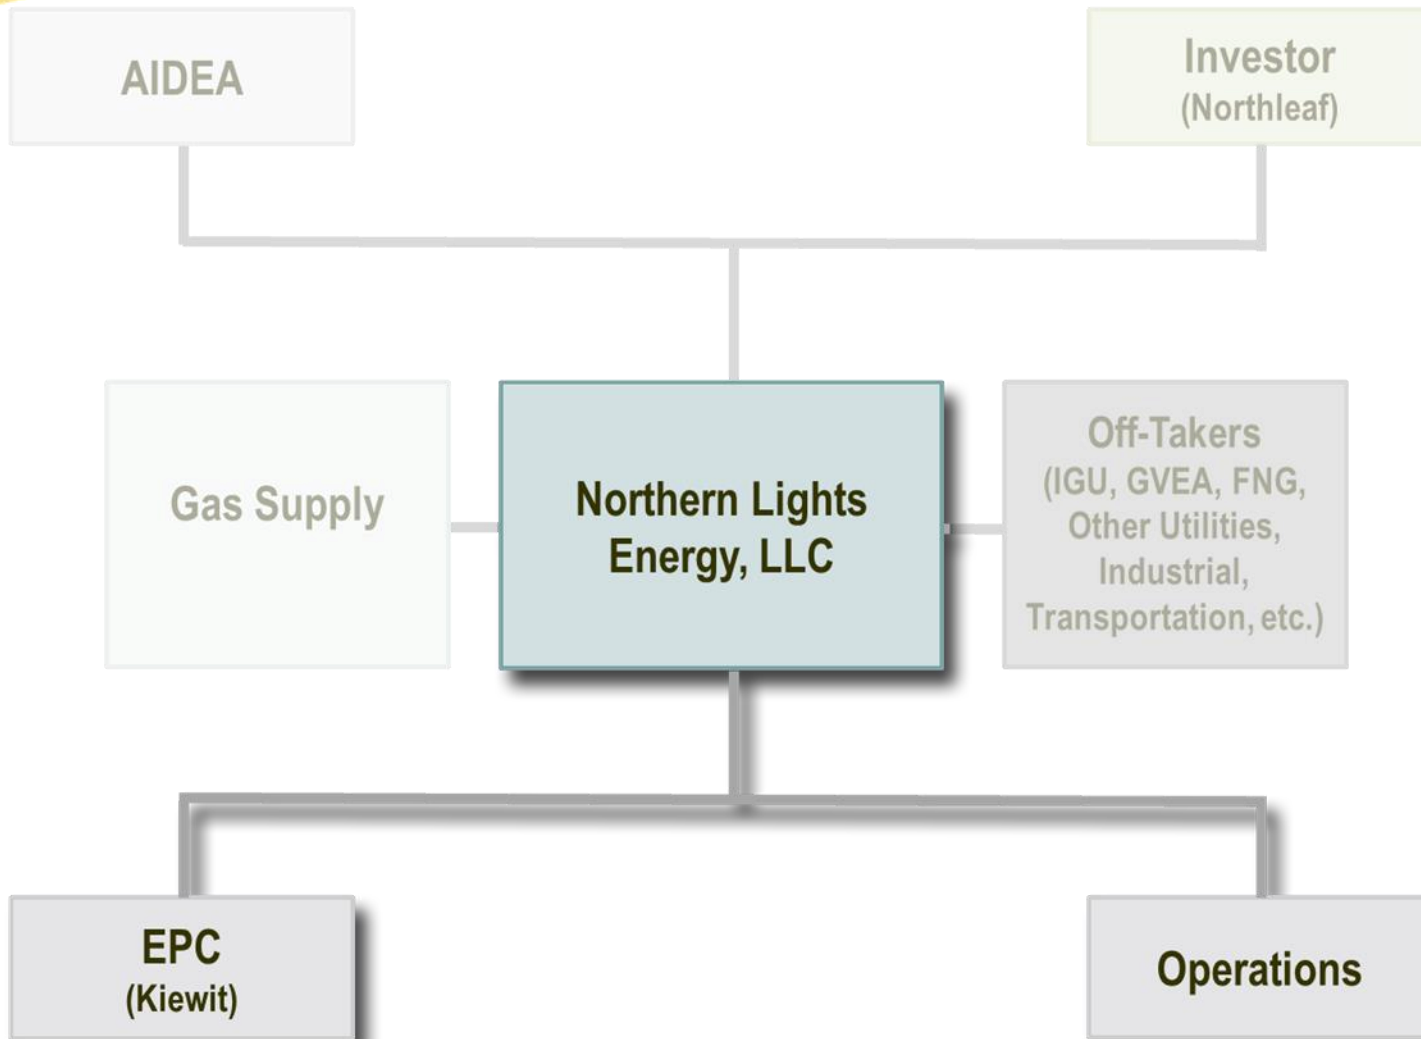 AIDEA
Investor
(Northleaf)
Gas Supply
Northern Lights
Energy, LLC
Off-Takers
(IGU, GVEA, FNG,
Other Utilities,
Industrial,
Transportation, etc.)
EPC
(Kiewit)
Operations